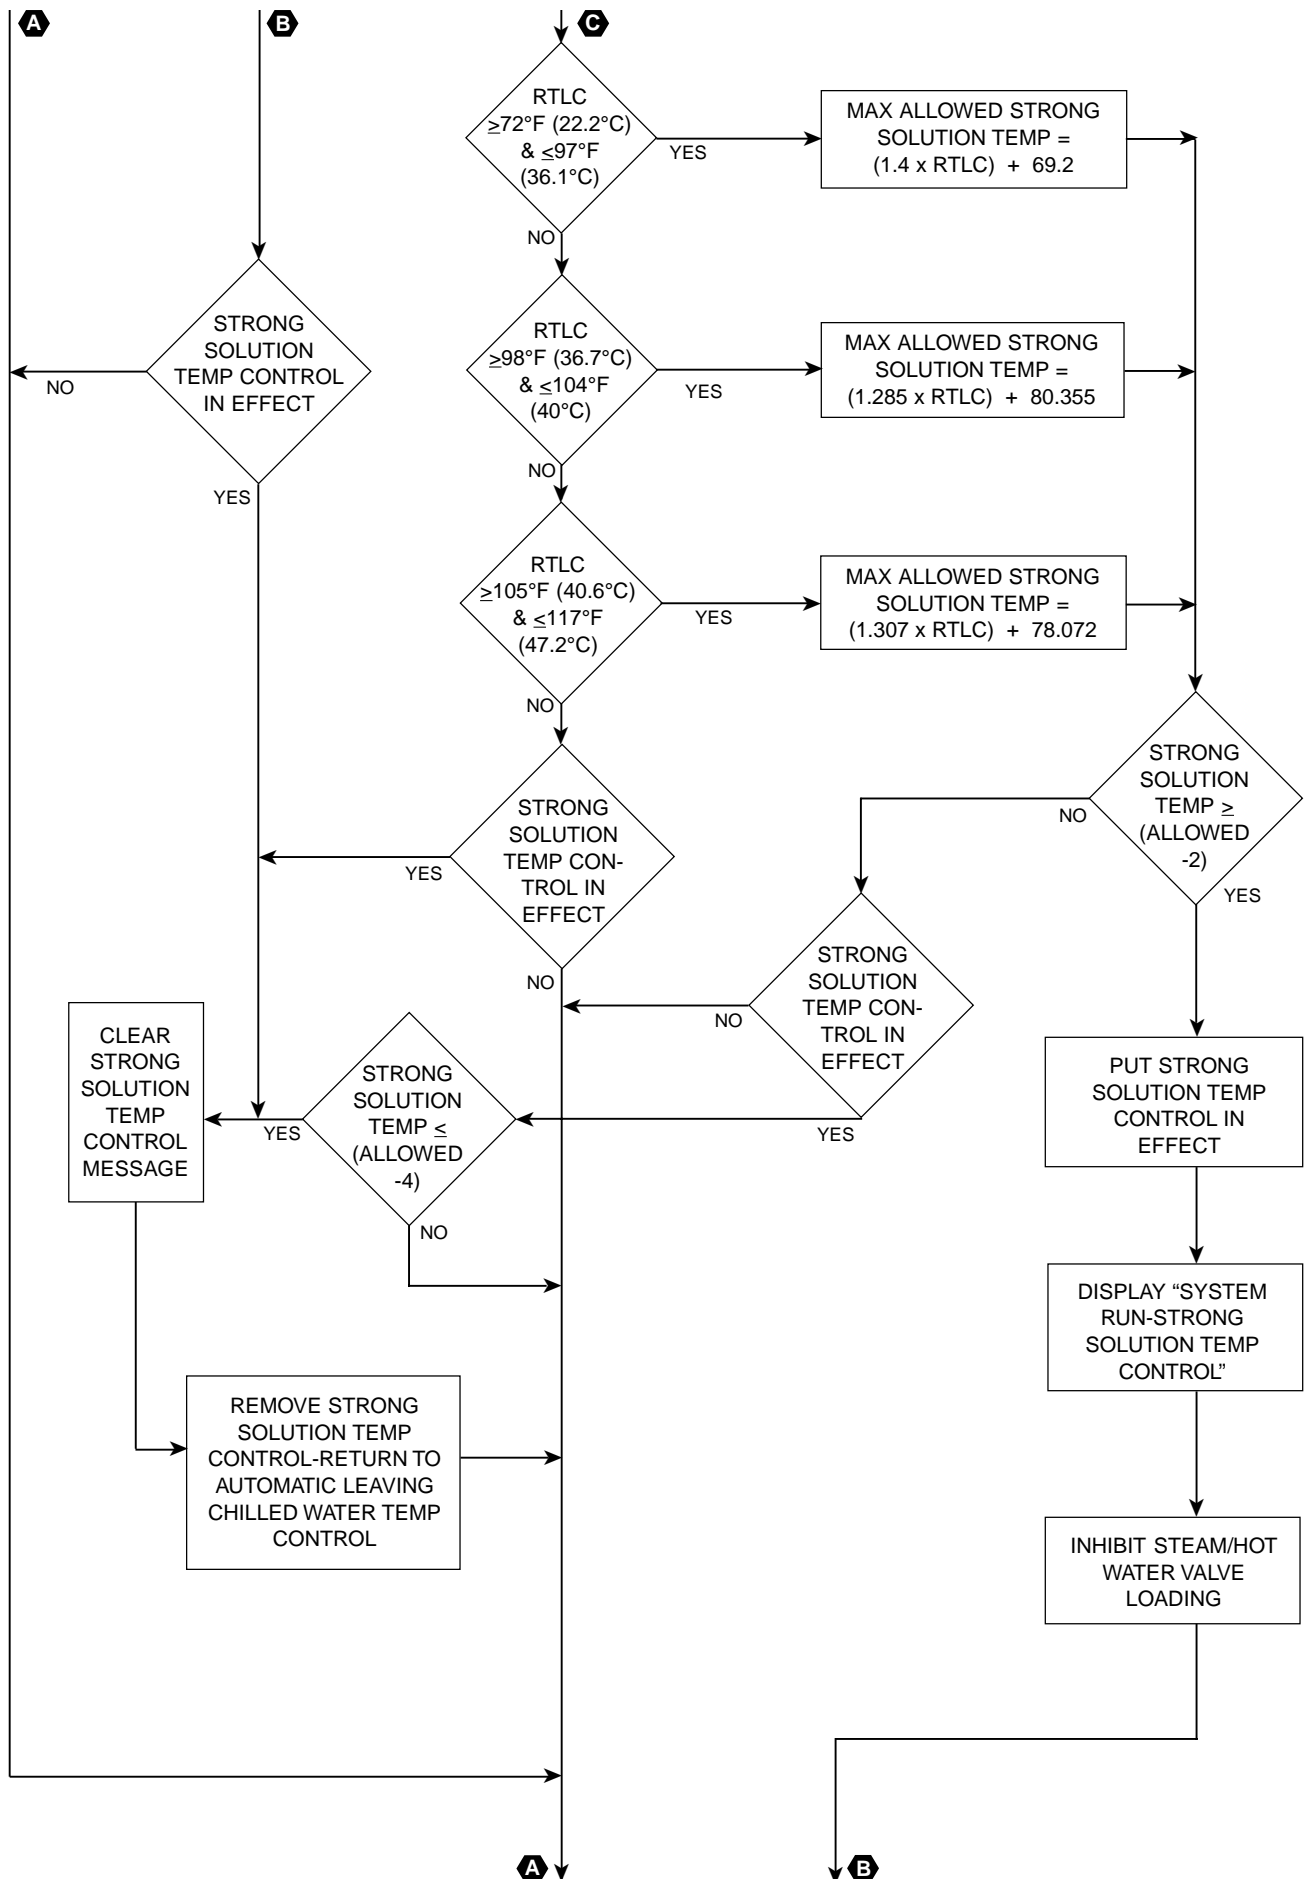 A
B
C
RTLC
≥72°F (22.2°C)
& ≤97°F
(36.1°C)
YES
NO
MAX ALLOWED STRONG
SOLUTION TEMP =
(1.4 x RTLC) + 69.2
STRONG
SOLUTION
TEMP CONTROL
IN EFFECT
NO
YES
RTLC
≥98°F (36.7°C)
& ≤104°F
(40°C)
YES
NO
MAX ALLOWED STRONG
SOLUTION TEMP =
(1.285 x RTLC) + 80.355
RTLC
≥105°F (40.6°C)
& ≤117°F
(47.2°C)
YES
NO
MAX ALLOWED STRONG
SOLUTION TEMP =
(1.307 x RTLC) + 78.072
STRONG
SOLUTION
TEMP ≥
(ALLOWED
-2)
NO
YES
STRONG
SOLUTION
TEMP CON-
TROL IN
EFFECT
YES
NO
STRONG
SOLUTION
TEMP CON-
TROL IN
EFFECT
NO
YES
CLEAR
STRONG
SOLUTION
TEMP
CONTROL
MESSAGE
STRONG
SOLUTION
TEMP ≤
(ALLOWED
-4)
YES
NO
PUT STRONG
SOLUTION TEMP
CONTROL IN
EFFECT
DISPLAY “SYSTEM
RUN-STRONG
SOLUTION TEMP
CONTROL”
REMOVE STRONG
SOLUTION TEMP
CONTROL-RETURN TO
AUTOMATIC LEAVING
CHILLED WATER TEMP
CONTROL
INHIBIT STEAM/HOT
WATER VALVE
LOADING
A
B